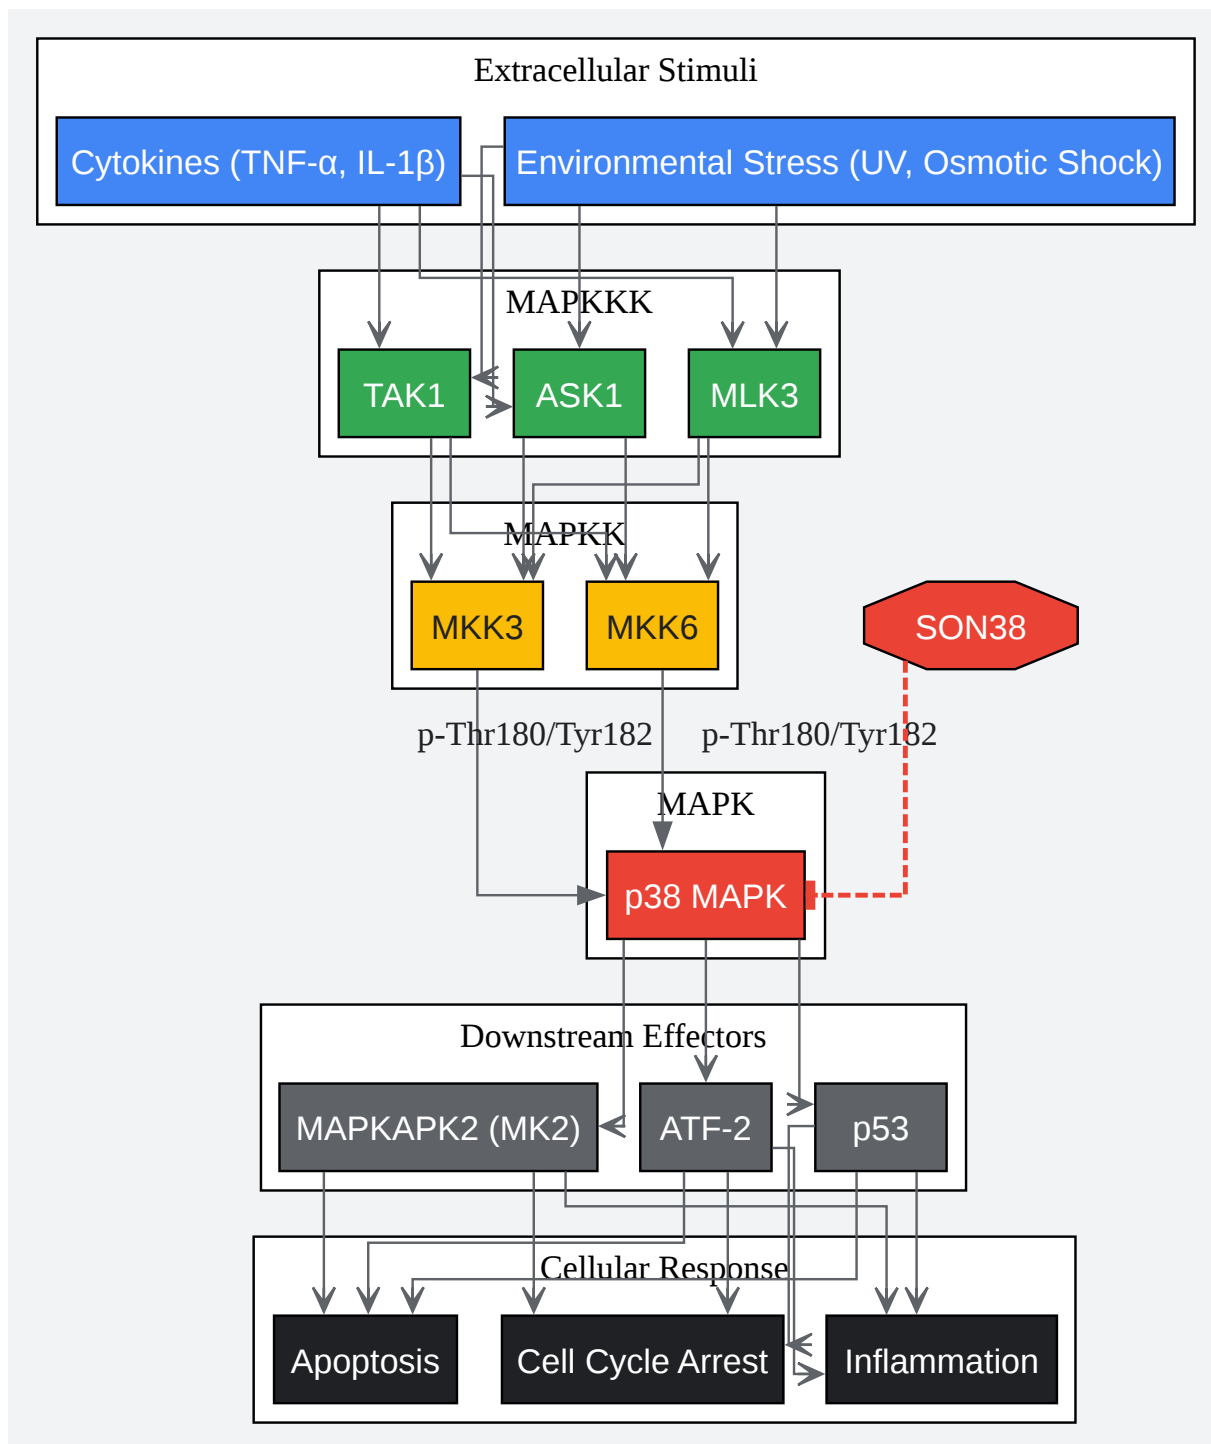 Extracellular Stimuli
Cytokines (TNF-α, IL-1β)
Environmental Stress (UV, Osmotic Shock)
MAPKKK
TAK1
ASK1
MLK3
MAPKK
MKK3
MKK6
SON38
p-Thr180/Tyr182
p-Thr180/Tyr182
MAPK
p38 MAPK
Downstream Effectors
MAPKAPK2 (MK2)
ATF-2
p53
Cellular Response
Apoptosis
Cell Cycle Arrest
Inflammation